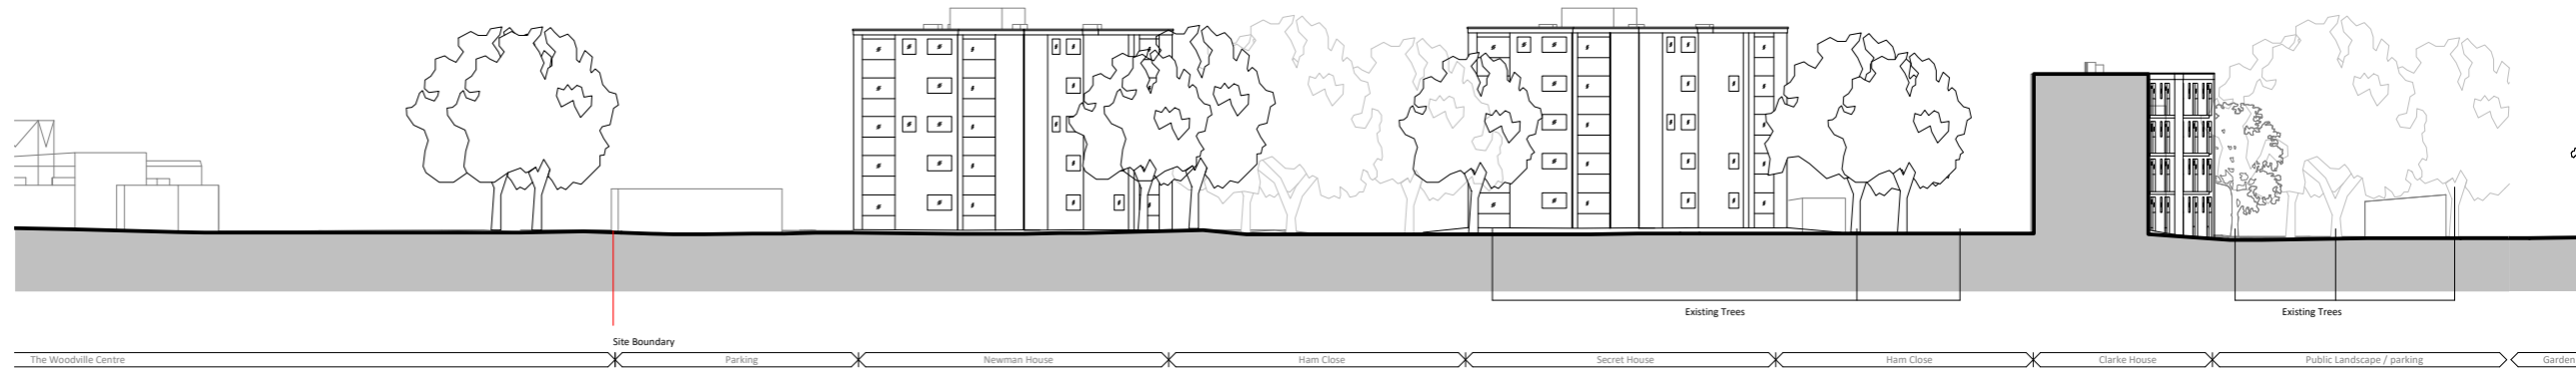 Existing Trees
Existing Trees
Site Boundary
The Woodville Centre
Parking
Newman House
Ham Close
Secret House
Ham Close
Clarke House
Public Landscape / parking
Garden